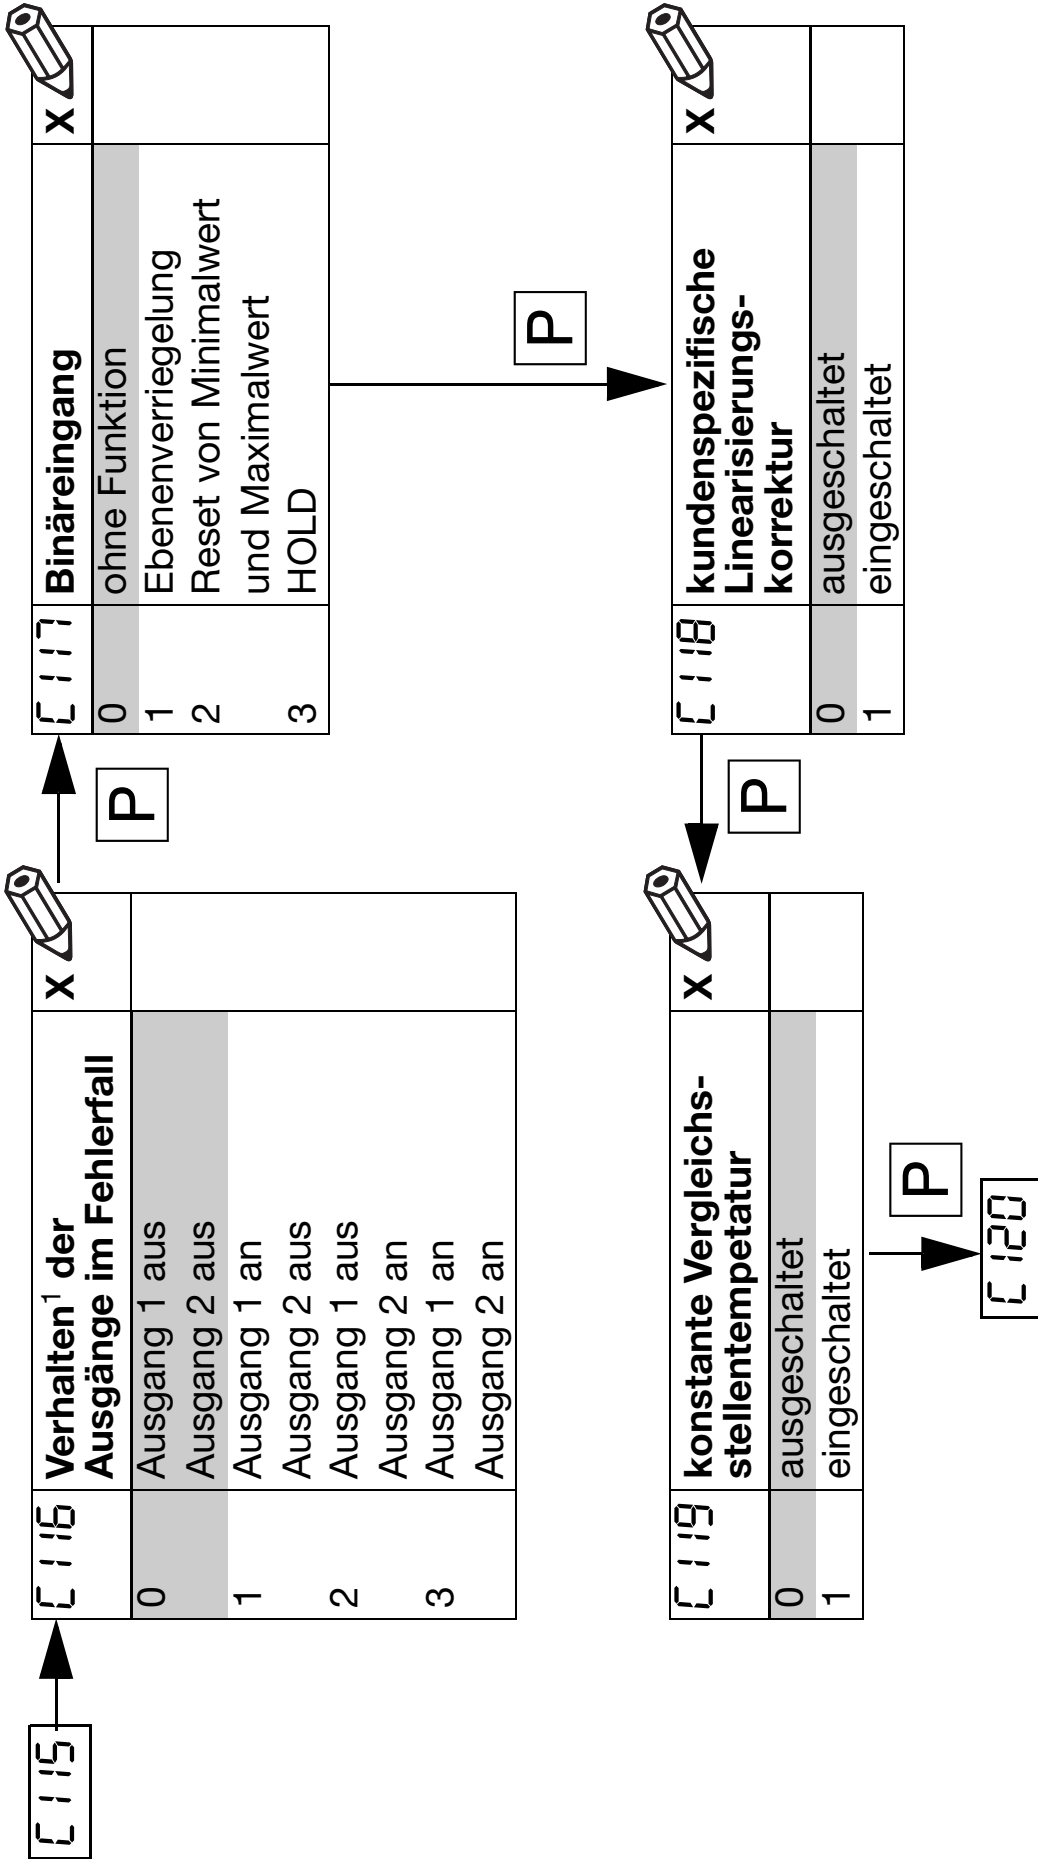 C115
C116 Verhalten¹ der X
Ausgänge im Fehlerfall
0 Ausgang 1 aus
Ausgang 2 aus
1 Ausgang 1 an
Ausgang 2 aus
2 Ausgang 1 aus
Ausgang 2 an
3 Ausgang 1 an
Ausgang 2 an
P
C117 Binäreingang X
0 ohne Funktion
1 Ebenenverriegelung
2 Reset von Minimalwert
und Maximalwert
3 HOLD
P
C118 kundenspezifische X
Linearisierungs-
korrektur
0 ausgeschaltet
1 eingeschaltet
P
C119 konstante Vergleichs- X
stellentempetatur
0 ausgeschaltet
1 eingeschaltet
P
C120